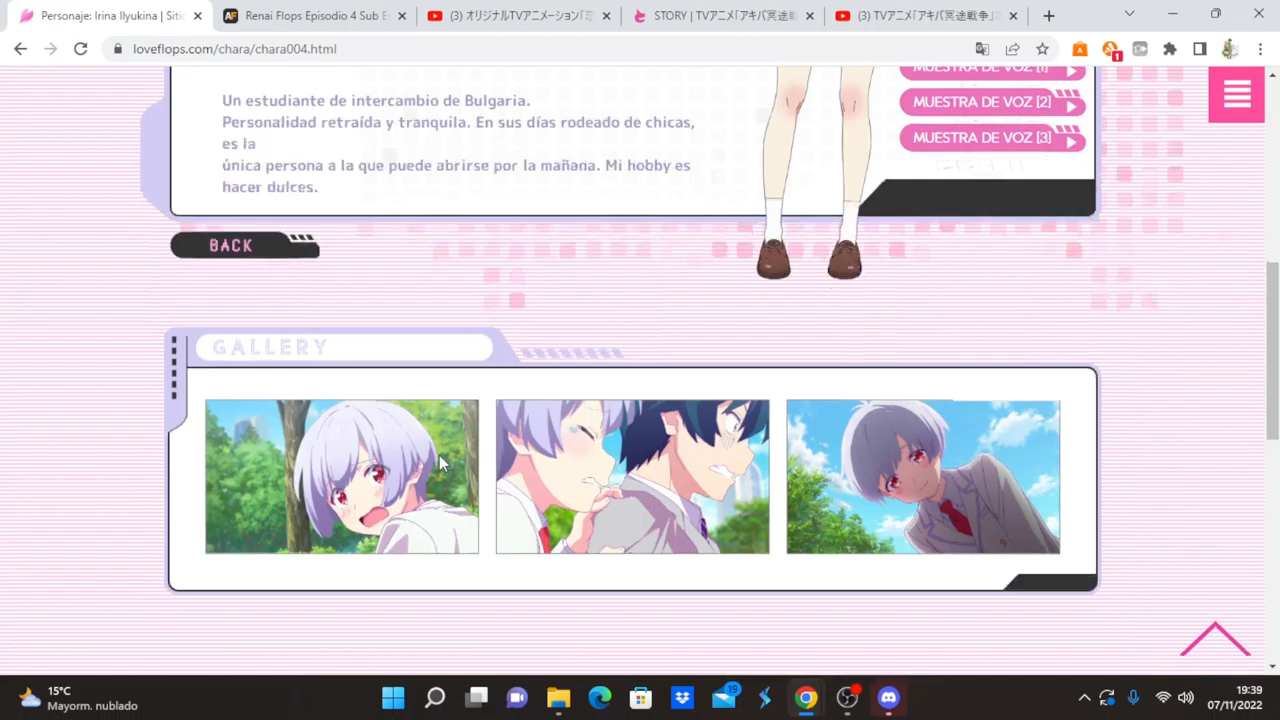 Personaje: Irina Ilyukina | Sitio
Renai Flops Episodio 4 Sub E
(3) オリジナルTVアニメーション「恋
STORY | TVアニメ「アキバ冥途戦
(3) TVアニメ「アキバ冥途戦争」
loveflops.com/chara/chara004.html
1
MUESTRA DE VOZ [1]
Un estudiante de intercambio de Bulgaria.
MUESTRA DE VOZ [2]
Personalidad retraída y tranquila. En sus días rodeado de chicas,
es la
MUESTRA DE VOZ [3]
única persona a la que puede abrirse por la mañana. Mi hobby es
hacer dulces.
BACK
GALLERY
15°C
Mayorm. nublado
19
19:39
07/11/2022